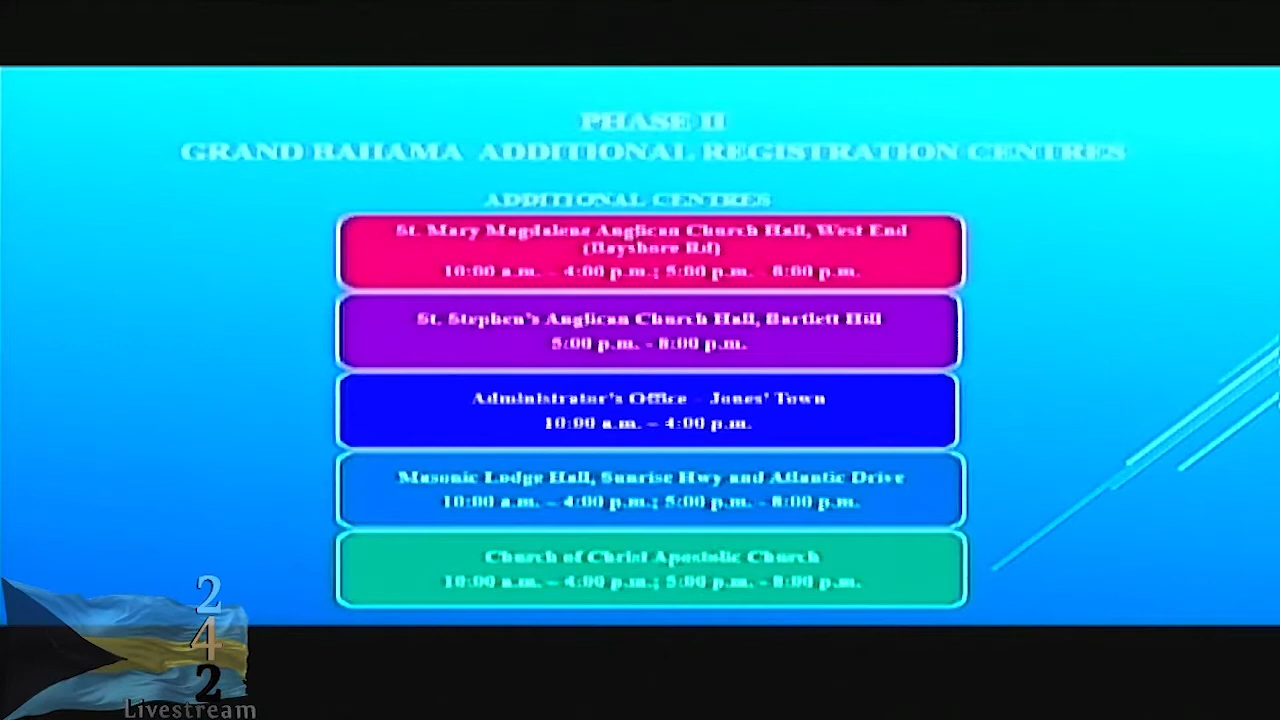 PHASE II
GRAND BAHAMA ADDITIONAL REGISTRATION CENTRES
ADDITIONAL CENTRES
St. Mary Magdalene Anglican Church Hall, West End
(Bayshore Rd)
10:00 a.m. – 4:00 p.m.; 5:00 p.m. – 8:00 p.m.
St. Stephen's Anglican Church Hall, Bartlett Hill
5:00 p.m. - 8:00 p.m.
Administrator's Office – Jones' Town
10:00 a.m. – 4:00 p.m.
Masonic Lodge Hall, Sunrise Hwy and Atlantic Drive
10:00 a.m. – 4:00 p.m.; 5:00 p.m. - 8:00 p.m.
Church of Christ Apostolic Church
10:00 a.m. – 4:00 p.m.; 5:00 p.m. - 8:00 p.m.
2
4
2
Livestream